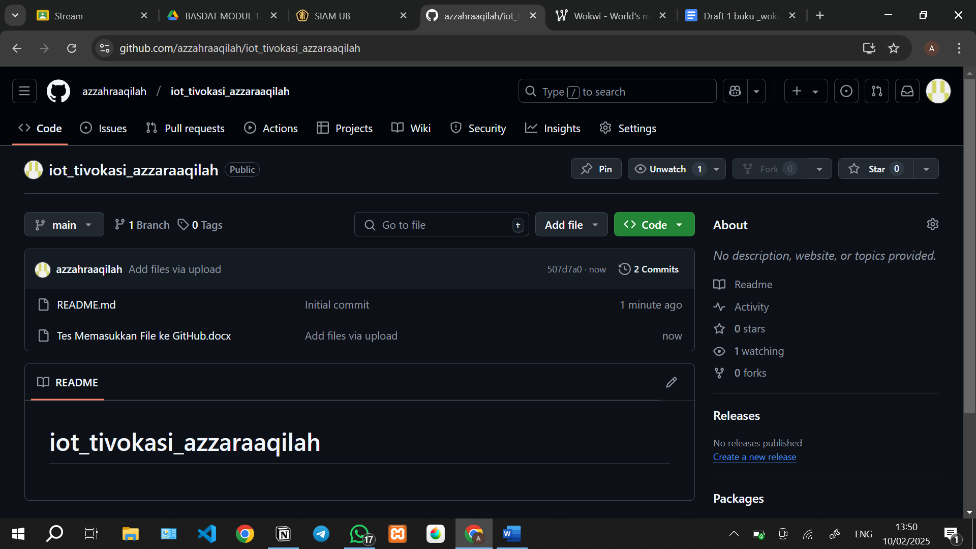 Stream
BASDAT MODUL 1
SIAM UB
azzahraaqilah/iot_t
Wokwi - World's m
Draft 1 buku _wok
github.com/azzahraaqilah/iot_tivokasi_azzaraaqilah
A
azzahraaqilah / iot_tivokasi_azzaraaqilah
Type / to search
Code Issues Pull requests Actions Projects Wiki Security Insights Settings
iot_tivokasi_azzaraaqilah Public
Pin Unwatch 1 Fork 0 Star 0
main 1 Branch 0 Tags Go to file t Add file Code
azzahraaqilah Add files via upload 507d7a0 · now 2 Commits
README.md Initial commit 1 minute ago
Tes Memasukkan File ke GitHub.docx Add files via upload now
README
iot_tivokasi_azzaraaqilah
About
No description, website, or topics provided.
Readme
Activity
0 stars
1 watching
0 forks
Releases
No releases published
Create a new release
Packages
17
A
ENG
13:50
10/02/2025
1